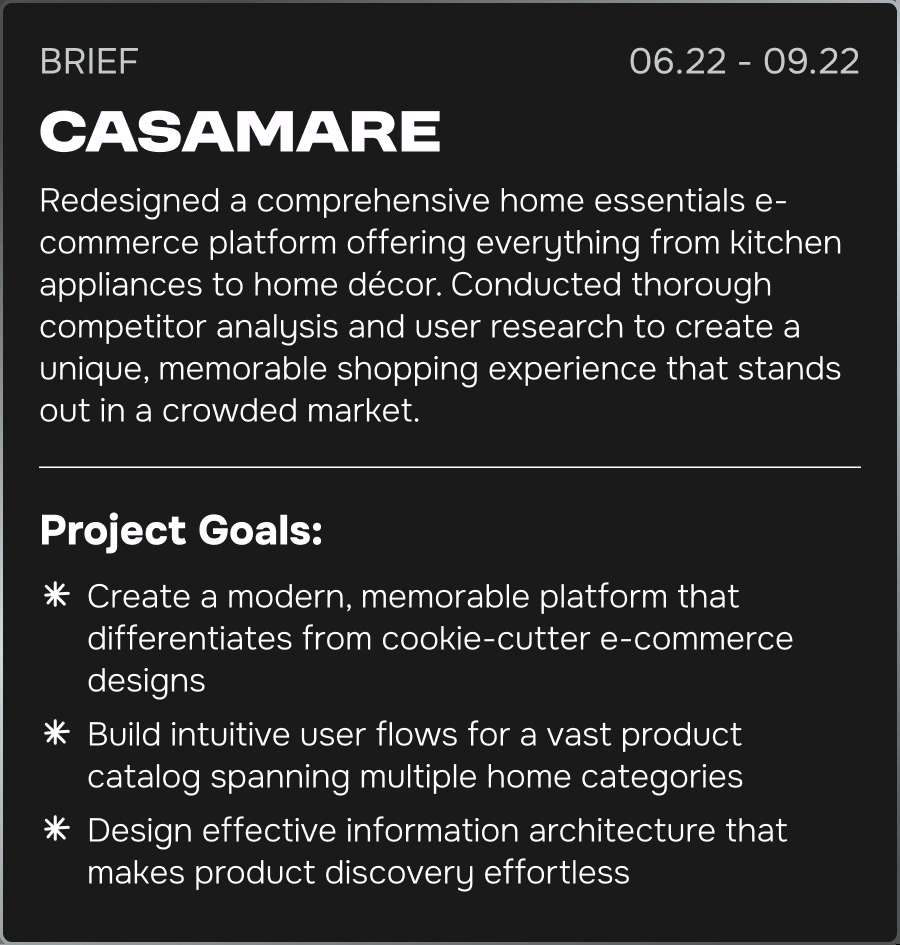 BRIEF
06.22 - 09.22
CASAMARE
Redesigned a comprehensive home essentials e-
commerce platform offering everything from kitchen
appliances to home décor. Conducted thorough
competitor analysis and user research to create a
unique, memorable shopping experience that stands
out in a crowded market.
Project Goals:
Create a modern, memorable platform that
differentiates from cookie-cutter e-commerce
designs
Build intuitive user flows for a vast product
catalog spanning multiple home categories
Design effective information architecture that
makes product discovery effortless